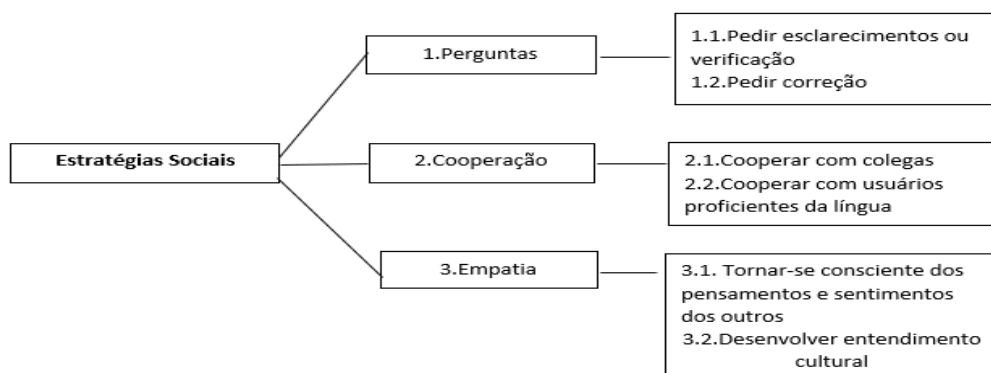 Estratégias Sociais
1.Perguntas
1.1.Pedir esclarecimentos ou
verificação
1.2.Pedir correção
2.Cooperação
2.1.Cooperar com colegas
2.2.Cooperar com usuários
proficientes da língua
3.Empatia
3.1. Tornar-se consciente dos
pensamentos e sentimentos
dos outros
3.2.Desenvolver entendimento
cultural